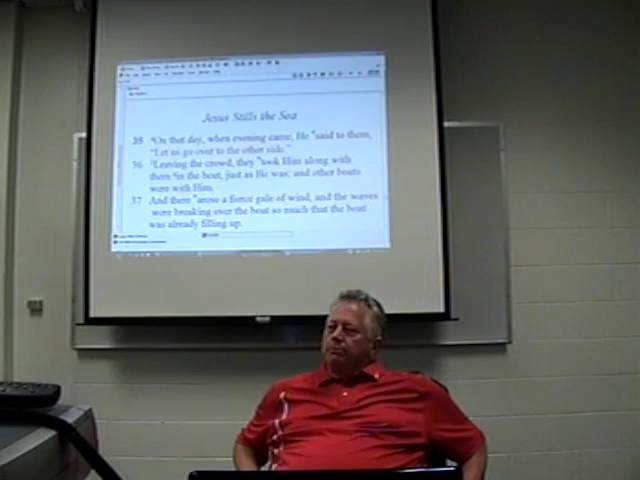 Jesus Stills the Sea
35 "On that day, when evening came, He "said to them,
"Let us go over to the other side."
36 "Leaving the crowd, they "took Him along with
them "in the boat, just as He was; and other boats
were with Him.
37 And there "arose a fierce gale of wind, and the waves
were breaking over the boat so much that the boat
was already filling up.